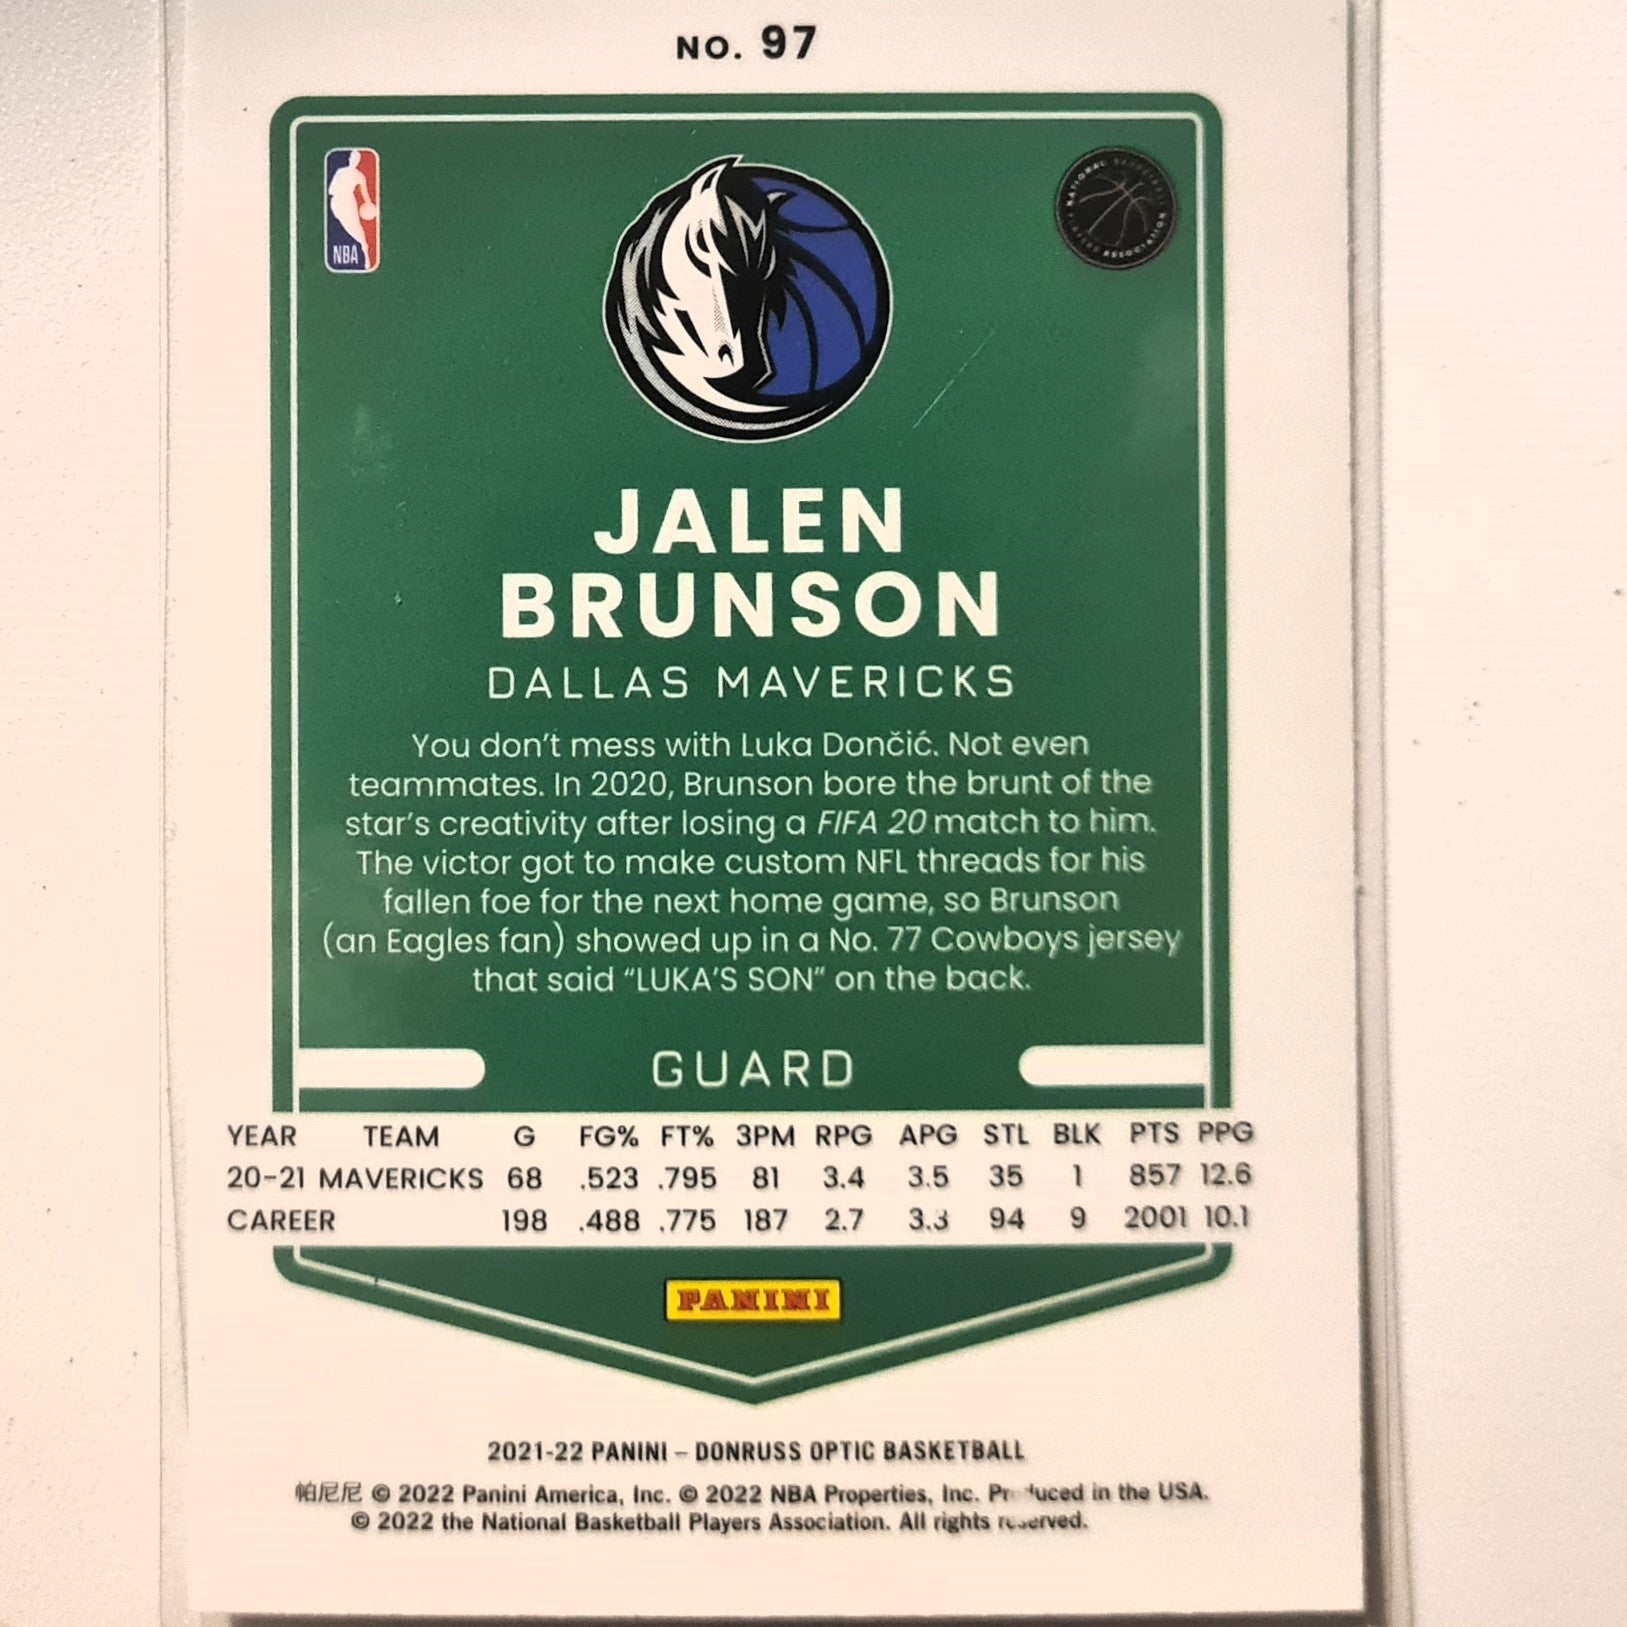 NO. 97
NBA
JALEN
BRUNSON
DALLAS MAVERICKS
You don't mess with Luka Dončić. Not even
teammates. In 2020, Brunson bore the brunt of the
star's creativity after losing a FIFA 20 match to him.
The victor got to make custom NFL threads for his
fallen foe for the next home game, so Brunson
(an Eagles fan) showed up in a No. 77 Cowboys jersey
that said “LUKA'S SON” on the back.
GUARD
YEAR TEAM G FG% FT% 3PM RPG APG STL BLK PTS PPG
20-21 MAVERICKS 68 .523 .795 81 3.4 3.5 35 1 857 12.6
CAREER 198 .488 .775 187 2.7 3.3 94 9 2001 10.1
PANINI
2021-22 PANINI – DONRUSS OPTIC BASKETBALL
帕尼尼 © 2022 Panini America, Inc. © 2022 NBA Properties, Inc. Produced in the USA.
© 2022 the National Basketball Players Association. All rights reserved.